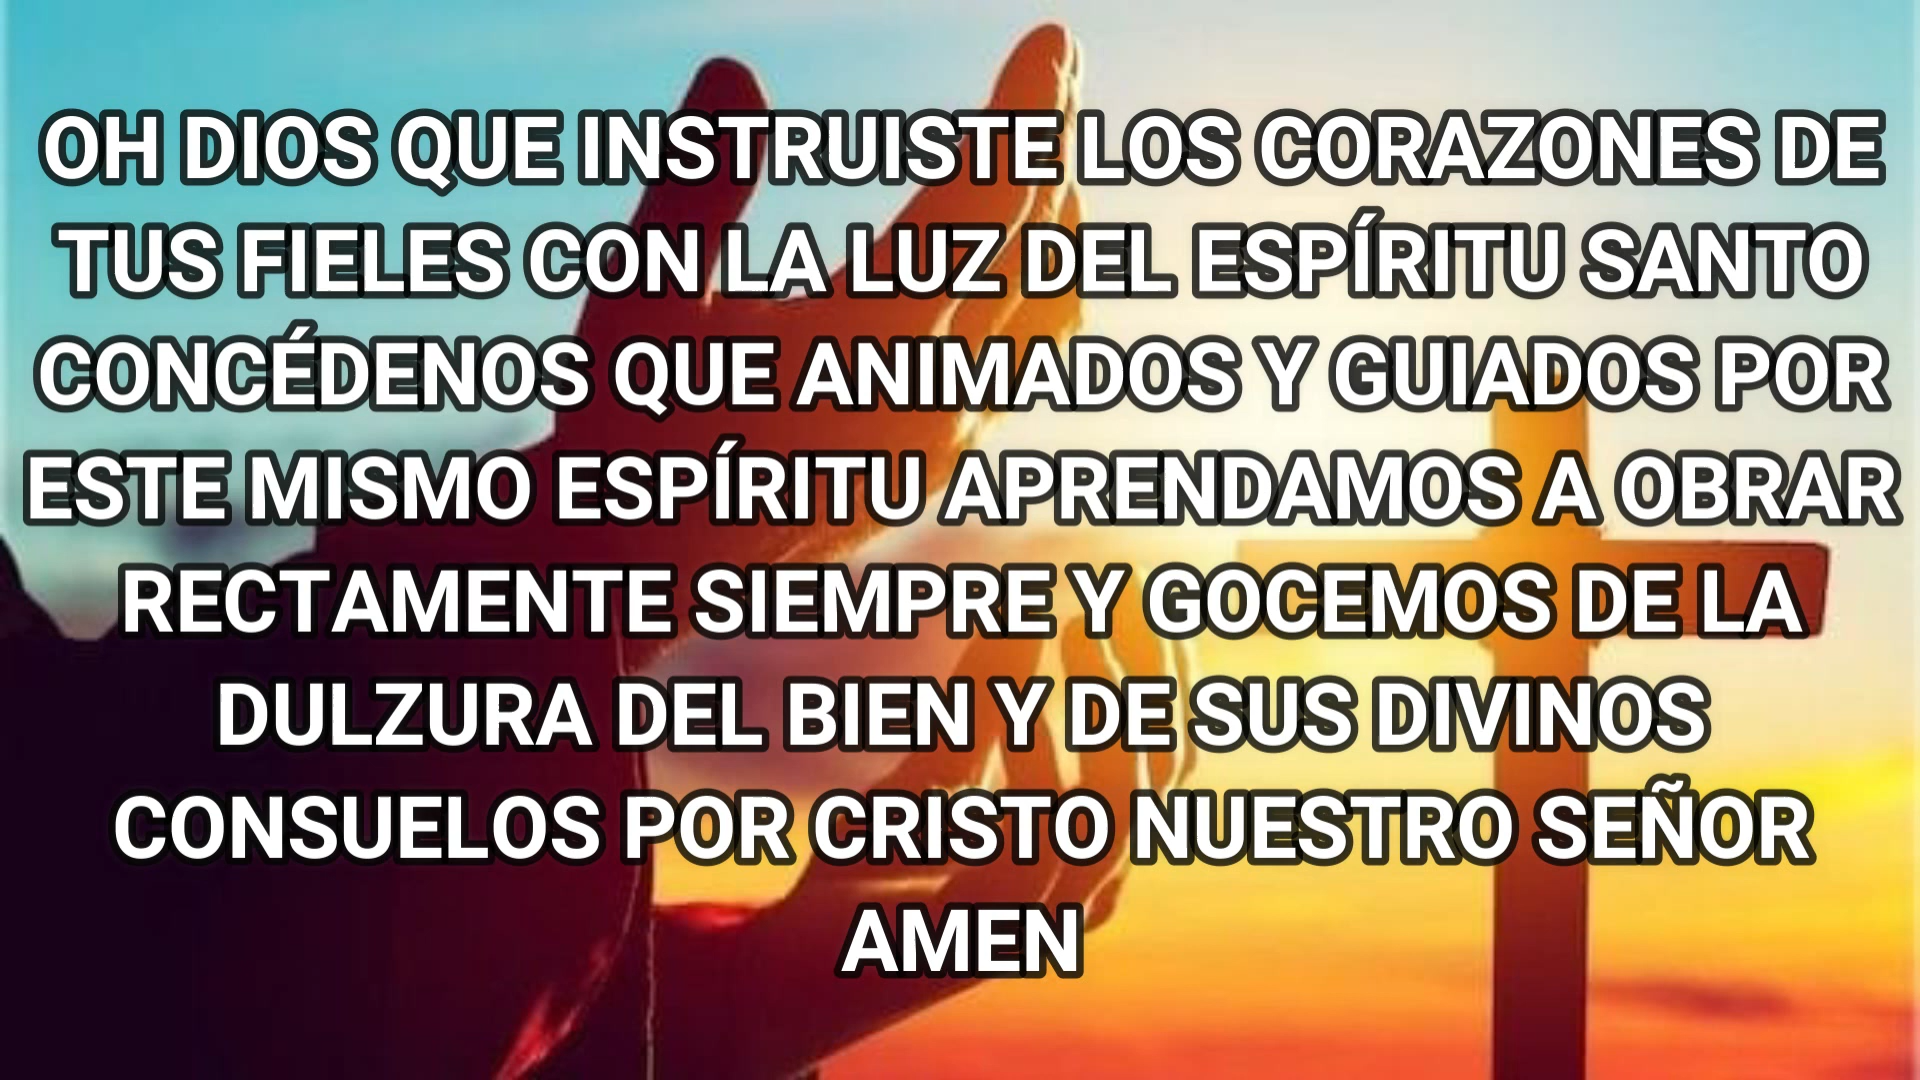 OH DIOS QUE INSTRUISTE LOS CORAZONES DE
TUS FIELES CON LA LUZ DEL ESPÍRITU SANTO
CONCÉDENOS QUE ANIMADOS Y GUIADOS POR
ESTE MISMO ESPÍRITU APRENDAMOS A OBRAR
RECTAMENTE SIEMPRE Y GOCEMOS DE LA
DULZURA DEL BIEN Y DE SUS DIVINOS
CONSUELOS POR CRISTO NUESTRO SEÑOR
AMEN